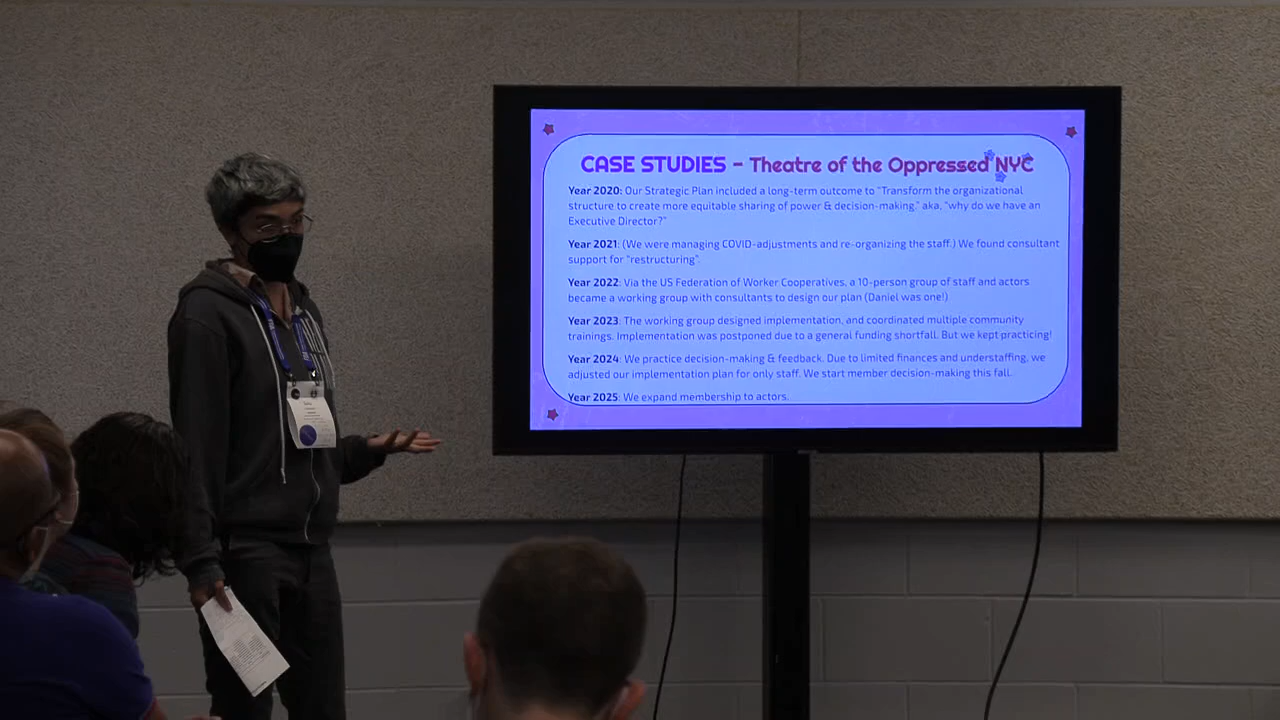 CASE STUDIES - Theatre of the Oppressed NYC
Year 2020: Our Strategic Plan included a long-term outcome to "Transform the organizational
structure to create more equitable sharing of power & decision-making," aka, "why do we have an
Executive Director?"
Year 2021: (We were managing COVID-adjustments and re-organizing the staff.) We found consultant
support for "restructuring".
Year 2022: Via the US Federation of Worker Cooperatives, a 10-person group of staff and actors
became a working group with consultants to design our plan (Daniel was one!)
Year 2023: The working group designed implementation, and coordinated multiple community
trainings. Implementation was postponed due to a general funding shortfall. But we kept practicing!
Year 2024: We practice decision-making & feedback. Due to limited finances and understaffing, we
adjusted our implementation plan for only staff. We start member decision-making this fall.
Year 2025: We expand membership to actors.